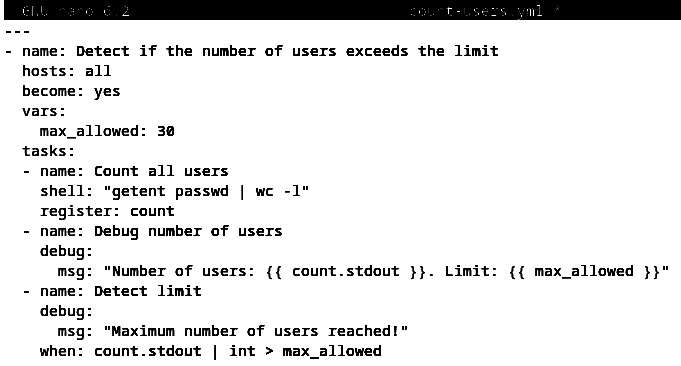 GNU nano 6.2 count-users.yml *
---
- name: Detect if the number of users exceeds the limit
  hosts: all
  become: yes
  vars:
    max_allowed: 30
  tasks:
  - name: Count all users
    shell: "getent passwd | wc -l"
    register: count
  - name: Debug number of users
    debug:
      msg: "Number of users: {{ count.stdout }}. Limit: {{ max_allowed }}"
  - name: Detect limit
    debug:
      msg: "Maximum number of users reached!"
    when: count.stdout | int > max_allowed